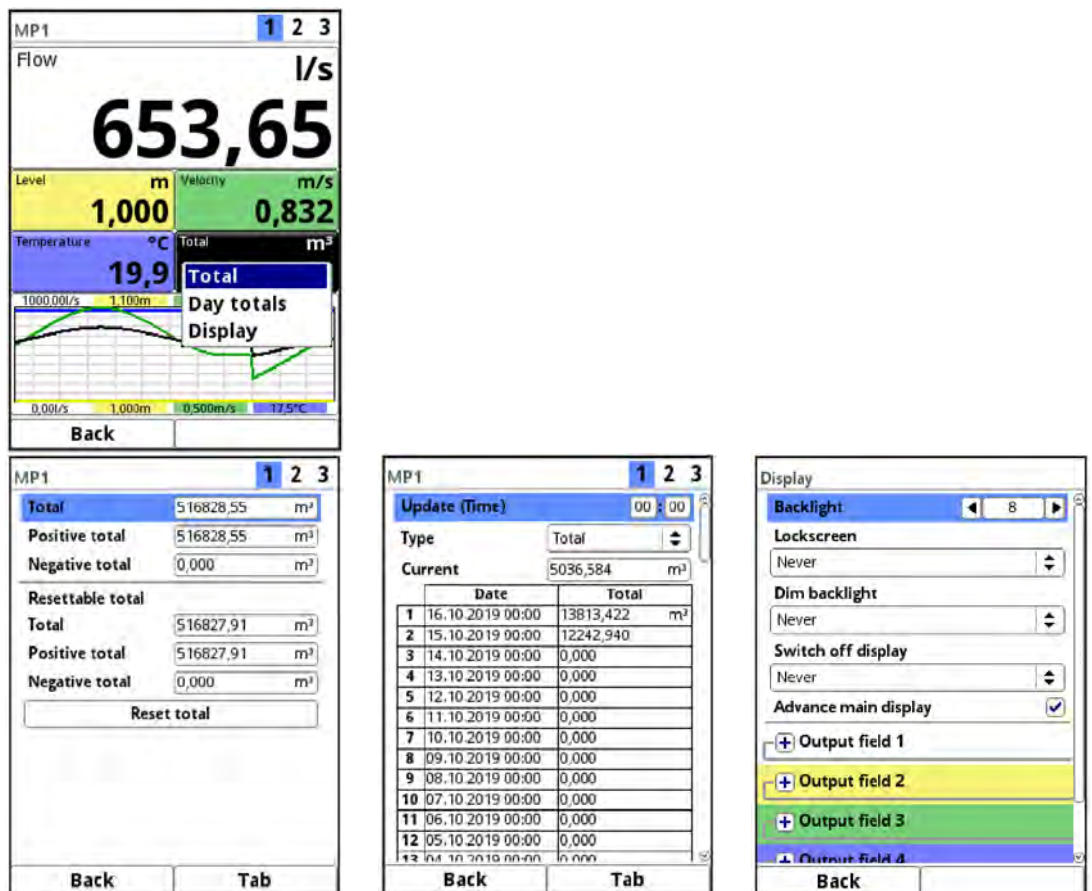 MP1 1 2 3
Flow l/s
653,65
Level m Velocity m/s
1,000 0,832
Temperature °C Total m³
19,9
Total
Day totals
Display
1000,00l/s 1,100m
0,00l/s 1,000m 0,500m/s 17,5°C
Back
MP1 1 2 3
Total 516828,55 m³
Positive total 516828,55 m³
Negative total 0,000 m³
Resettable total
Total 516827,91 m³
Positive total 516827,91 m³
Negative total 0,000 m³
Reset total
Back Tab
MP1 1 2 3
Update (Time) 00 : 00
Type Total
Current 5036,584 m³
Date Total
1 16.10.2019 00:00 13813,422 m³
2 15.10.2019 00:00 12242,940
3 14.10.2019 00:00 0,000
4 13.10.2019 00:00 0,000
5 12.10.2019 00:00 0,000
6 11.10.2019 00:00 0,000
7 10.10.2019 00:00 0,000
8 09.10.2019 00:00 0,000
9 08.10.2019 00:00 0,000
10 07.10.2019 00:00 0,000
11 06.10.2019 00:00 0,000
12 05.10.2019 00:00 0,000
13 04.10.2019 00:00 0,000
Back Tab
Display
Backlight 8
Lockscreen
Never
Dim backlight
Never
Switch off display
Never
Advance main display
Output field 1
Output field 2
Output field 3
Output field 4
Back